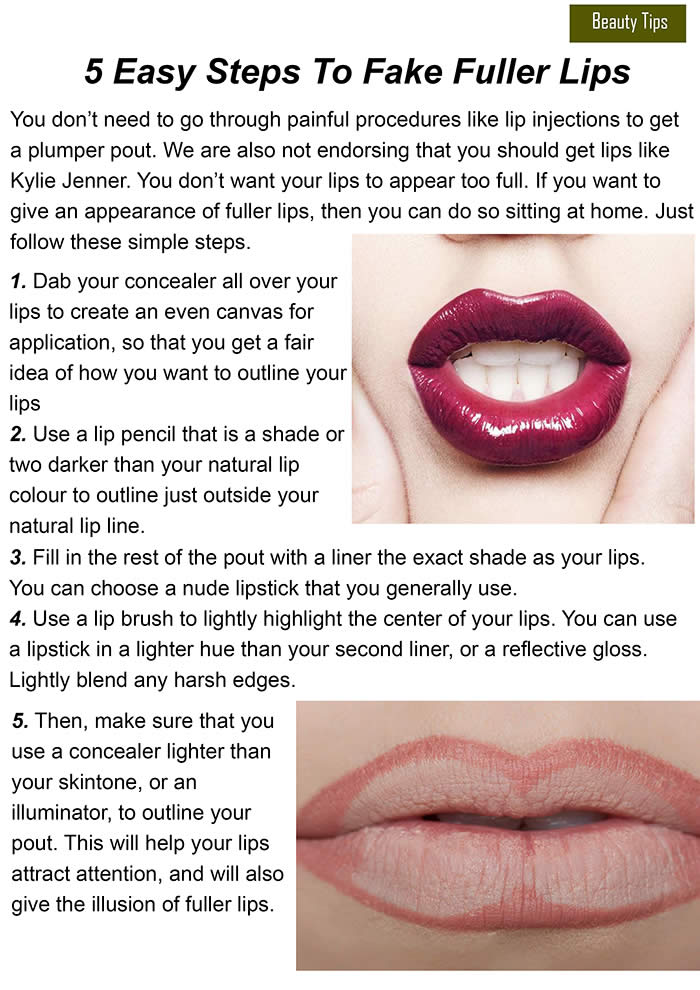 Beauty Tips
5 Easy Steps To Fake Fuller Lips
You don’t need to go through painful procedures like lip injections to get
a plumper pout. We are also not endorsing that you should get lips like
Kylie Jenner. You don’t want your lips to appear too full. If you want to
give an appearance of fuller lips, then you can do so sitting at home. Just
follow these simple steps.
1. Dab your concealer all over your
lips to create an even canvas for
application, so that you get a fair
idea of how you want to outline your
lips
2. Use a lip pencil that is a shade or
two darker than your natural lip
colour to outline just outside your
natural lip line.
3. Fill in the rest of the pout with a liner the exact shade as your lips.
You can choose a nude lipstick that you generally use.
4. Use a lip brush to lightly highlight the center of your lips. You can use
a lipstick in a lighter hue than your second liner, or a reflective gloss.
Lightly blend any harsh edges.
5. Then, make sure that you
use a concealer lighter than
your skintone, or an
illuminator, to outline your
pout. This will help your lips
attract attention, and will also
give the illusion of fuller lips.